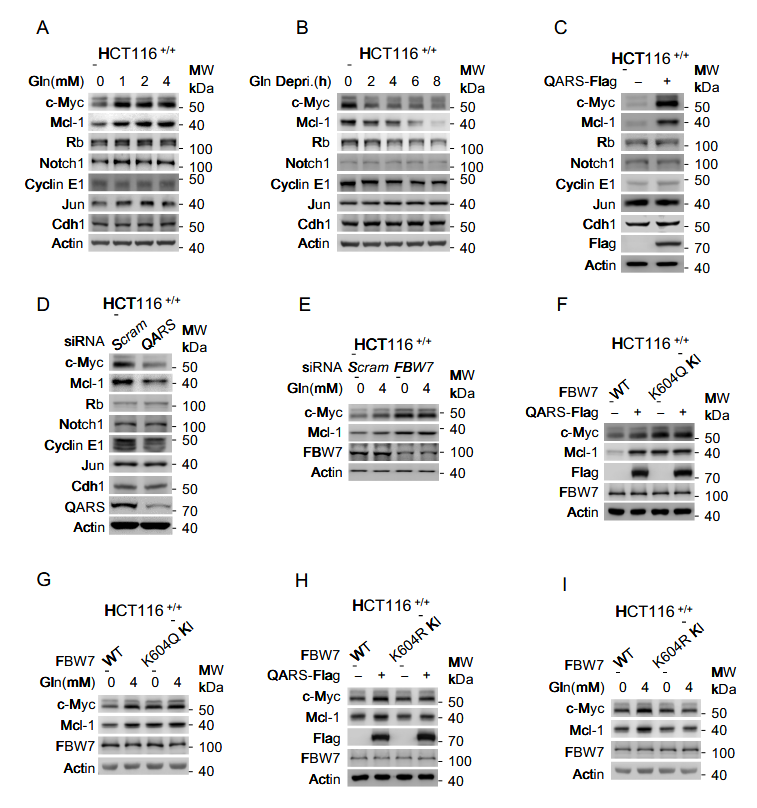 A
HCT116 +/+
Gln(mM) 0 1 2 4 MW kDa
c-Myc 50
Mcl-1 40
Rb 100
Notch1 100
Cyclin E1 50
Jun 40
Cdh1 50
Actin 40
B
HCT116 +/+
Gln Depri.(h) 0 2 4 6 8 MW kDa
c-Myc 50
Mcl-1 40
Rb 100
Notch1 100
Cyclin E1 50
Jun 40
Cdh1 50
Actin 40
C
HCT116 +/+
QARS-Flag – + MW kDa
c-Myc 50
Mcl-1 40
Rb 100
Notch1 100
Cyclin E1 50
Jun 40
Cdh1 50
Flag 70
Actin 40
D
HCT116 +/+
siRNA Scram QARS MW kDa
c-Myc 50
Mcl-1 40
Rb 100
Notch1 100
Cyclin E1 50
Jun 40
Cdh1 50
QARS 70
Actin 40
E
HCT116 +/+
siRNA Scram FBW7 MW
Gln(mM) 0 4 0 4 kDa
c-Myc 50
Mcl-1 40
FBW7 100
Actin 40
F
HCT116 +/+
FBW7 WT K604Q KI MW
QARS-Flag – + – + kDa
c-Myc 50
Mcl-1 40
Flag 70
FBW7 100
Actin 40
G
HCT116 +/+
FBW7 WT K604Q KI MW
Gln(mM) 0 4 0 4 kDa
c-Myc 50
Mcl-1 40
FBW7 100
Actin 40
H
HCT116 +/+
FBW7 WT K604R KI MW
QARS-Flag – + – + kDa
c-Myc 50
Mcl-1 40
Flag 70
FBW7 100
Actin 40
I
HCT116 +/+
FBW7 WT K604R KI MW
Gln(mM) 0 4 0 4 kDa
c-Myc 50
Mcl-1 40
FBW7 100
Actin 40